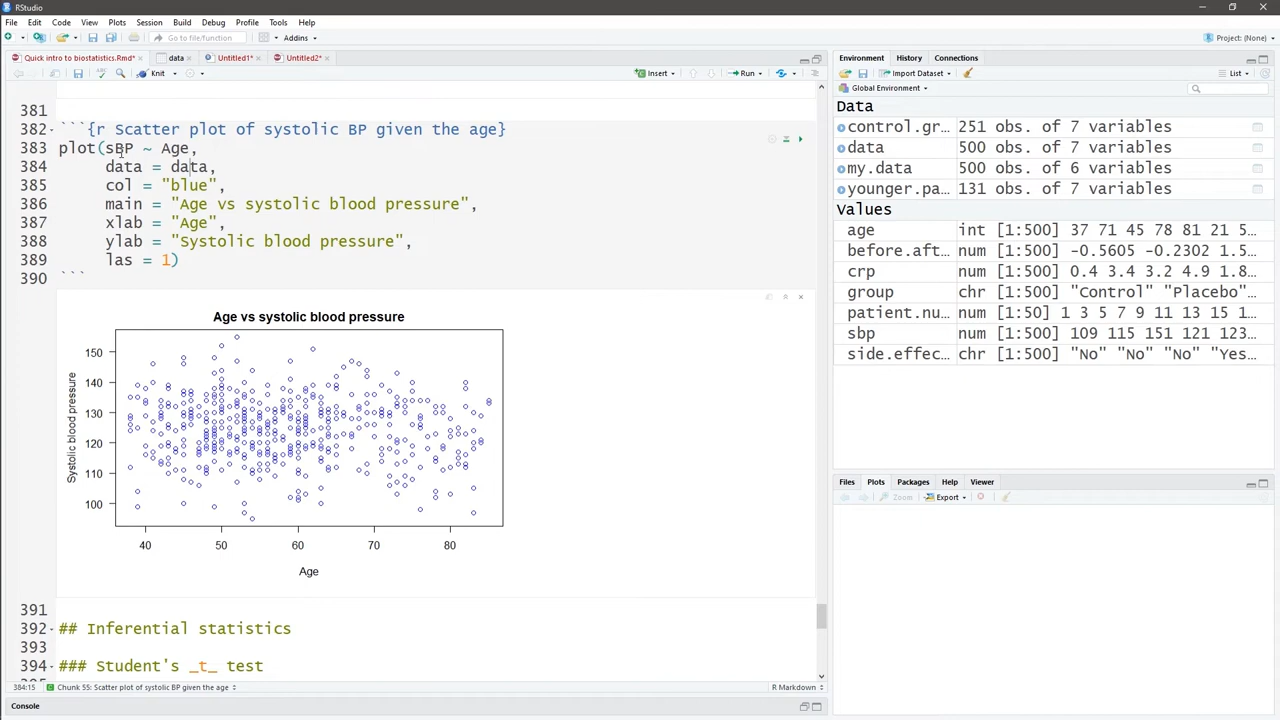 RStudio
File Edit Code View Plots Session Build Debug Profile Tools Help
Go to file/function Addins Project: (None)
Quick intro to biostatistics.Rmd* data Untitled1* Untitled2*
Knit Insert Run
381
382 ```{r Scatter plot of systolic BP given the age}
383 plot(sBP ~ Age,
384 data = data,
385 col = "blue",
386 main = "Age vs systolic blood pressure",
387 xlab = "Age",
388 ylab = "Systolic blood pressure",
389 las = 1)
390 ```
Age vs systolic blood pressure
Systolic blood pressure
150
140
130
120
110
100
40 50 60 70 80
Age
391
392 ## Inferential statistics
393
394 ### Student's _t_ test
384:15 Chunk 55: Scatter plot of systolic BP given the age R Markdown
Console
Environment History Connections
Import Dataset List
Global Environment
Data
control.gr… 251 obs. of 7 variables
data 500 obs. of 7 variables
my.data 500 obs. of 6 variables
younger.pa… 131 obs. of 7 variables
Values
age int [1:500] 37 71 45 78 81 21 5…
before.aft… num [1:500] -0.5605 -0.2302 1.5…
crp num [1:500] 0.4 3.4 3.2 4.9 1.8…
group chr [1:500] "Control" "Placebo"…
patient.nu… num [1:50] 1 3 5 7 9 11 13 15 1…
sbp num [1:500] 109 115 151 121 123…
side.effec… chr [1:500] "No" "No" "No" "Yes…
Files Plots Packages Help Viewer
Zoom Export